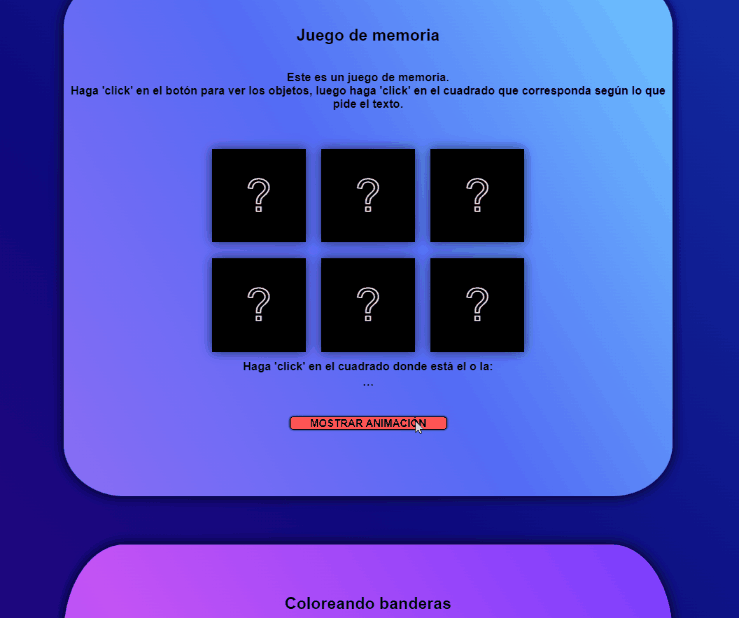 Juego de memoria
Este es un juego de memoria.
Haga 'click' en el botón para ver los objetos, luego haga 'click' en el cuadrado que corresponda según lo que
pide el texto.
? ? ?
? ? ?
Haga 'click' en el cuadrado donde está el o la:
...
MOSTRAR ANIMACIÓN
Coloreando banderas